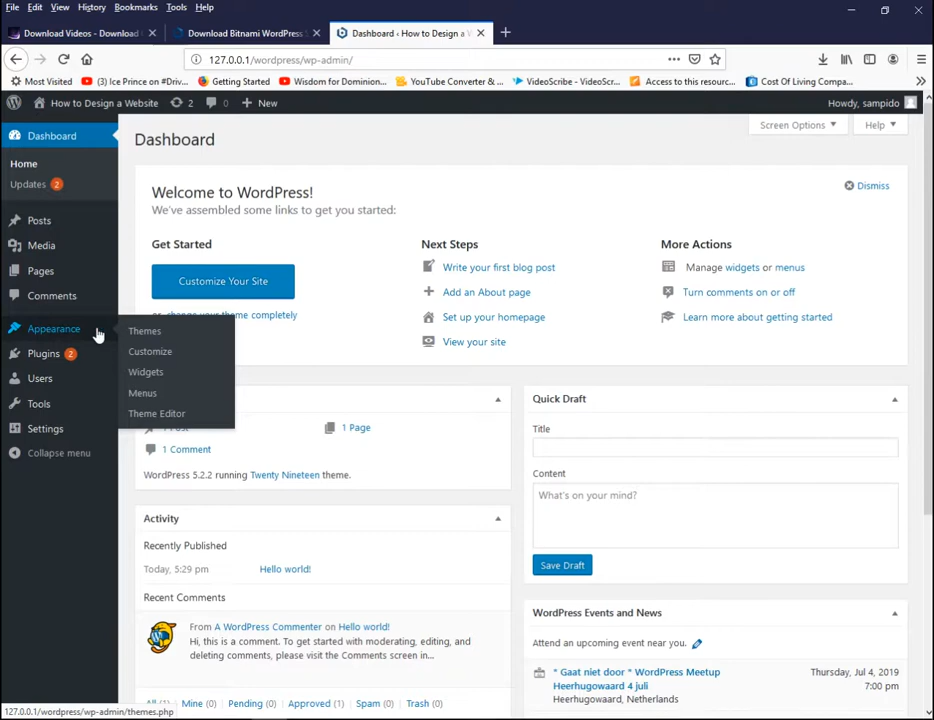 File Edit View History Bookmarks Tools Help
Download Videos - Download
Download Bitnami WordPress
Dashboard ‹ How to Design a W
127.0.0.1/wordpress/wp-admin/
Most Visited
(3) Ice Prince on #Driv...
Getting Started
Wisdom for Dominion...
YouTube Converter & ...
VideoScribe - VideoScr...
Access to this resourc...
Cost Of Living Compa...
How to Design a Website 2 0 New
Howdy, sampido
Dashboard
Home
Updates 2
Posts
Media
Pages
Comments
Appearance
Plugins 2
Users
Tools
Settings
Collapse menu
Themes
Customize
Widgets
Menus
Theme Editor
Screen Options
Help
Dashboard
Welcome to WordPress!
We've assembled some links to get you started:
Dismiss
Get Started
Customize Your Site
or, change your theme completely
Next Steps
Write your first blog post
Add an About page
Set up your homepage
View your site
More Actions
Manage widgets or menus
Turn comments on or off
Learn more about getting started
1 Post
1 Page
1 Comment
WordPress 5.2.2 running Twenty Nineteen theme.
Activity
Recently Published
Today, 5:29 pm Hello world!
Recent Comments
From A WordPress Commenter on Hello world!
Hi, this is a comment. To get started with moderating, editing, and
deleting comments, please visit the Comments screen in...
All (1) Mine (0) Pending (0) Approved (1) Spam (0) Trash (0)
Quick Draft
Title
Content
What's on your mind?
Save Draft
WordPress Events and News
Attend an upcoming event near you.
* Gaat niet door * WordPress Meetup
Heerhugowaard 4 juli
Heerhugowaard, Netherlands
Thursday, Jul 4, 2019
7:00 pm
127.0.0.1/wordpress/wp-admin/themes.php